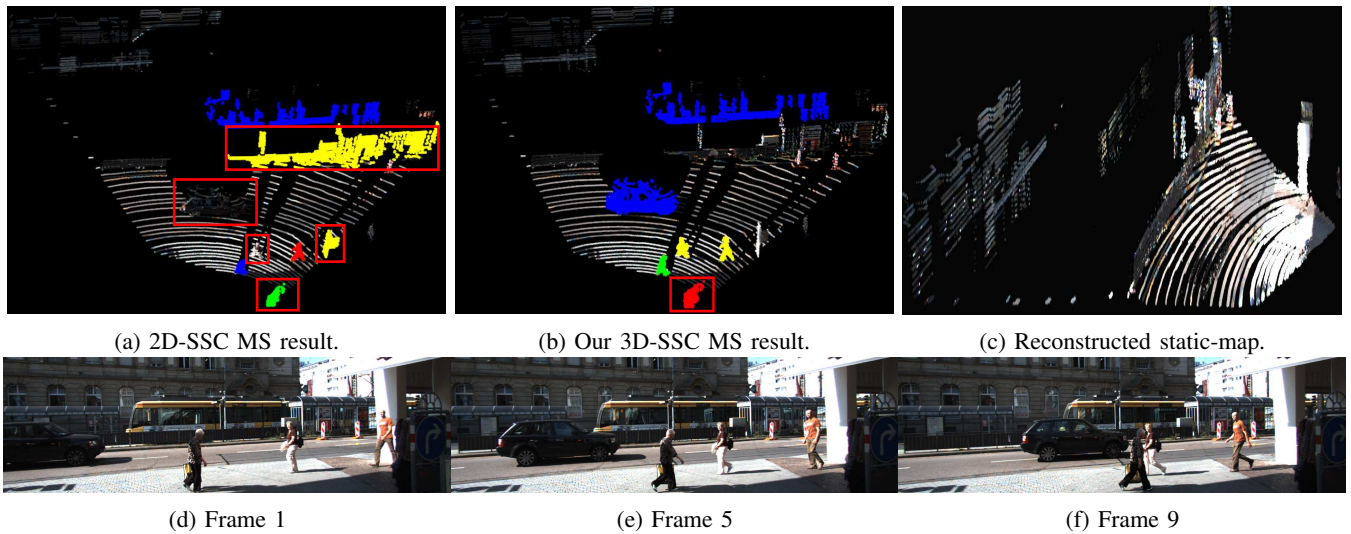 (a) 2D-SSC MS result.
(b) Our 3D-SSC MS result.
(c) Reconstructed static-map.
(d) Frame 1
(e) Frame 5
(f) Frame 9